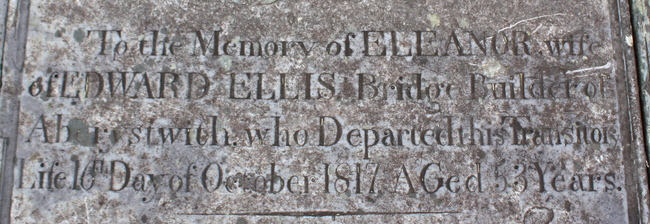 To the Memory of ELEANOR wife
of EDWARD ELLIS, Bridge Builder of
Aberystwith, who Departed this Transitory
Life 16th Day of October 1817 AGed 53 Years.